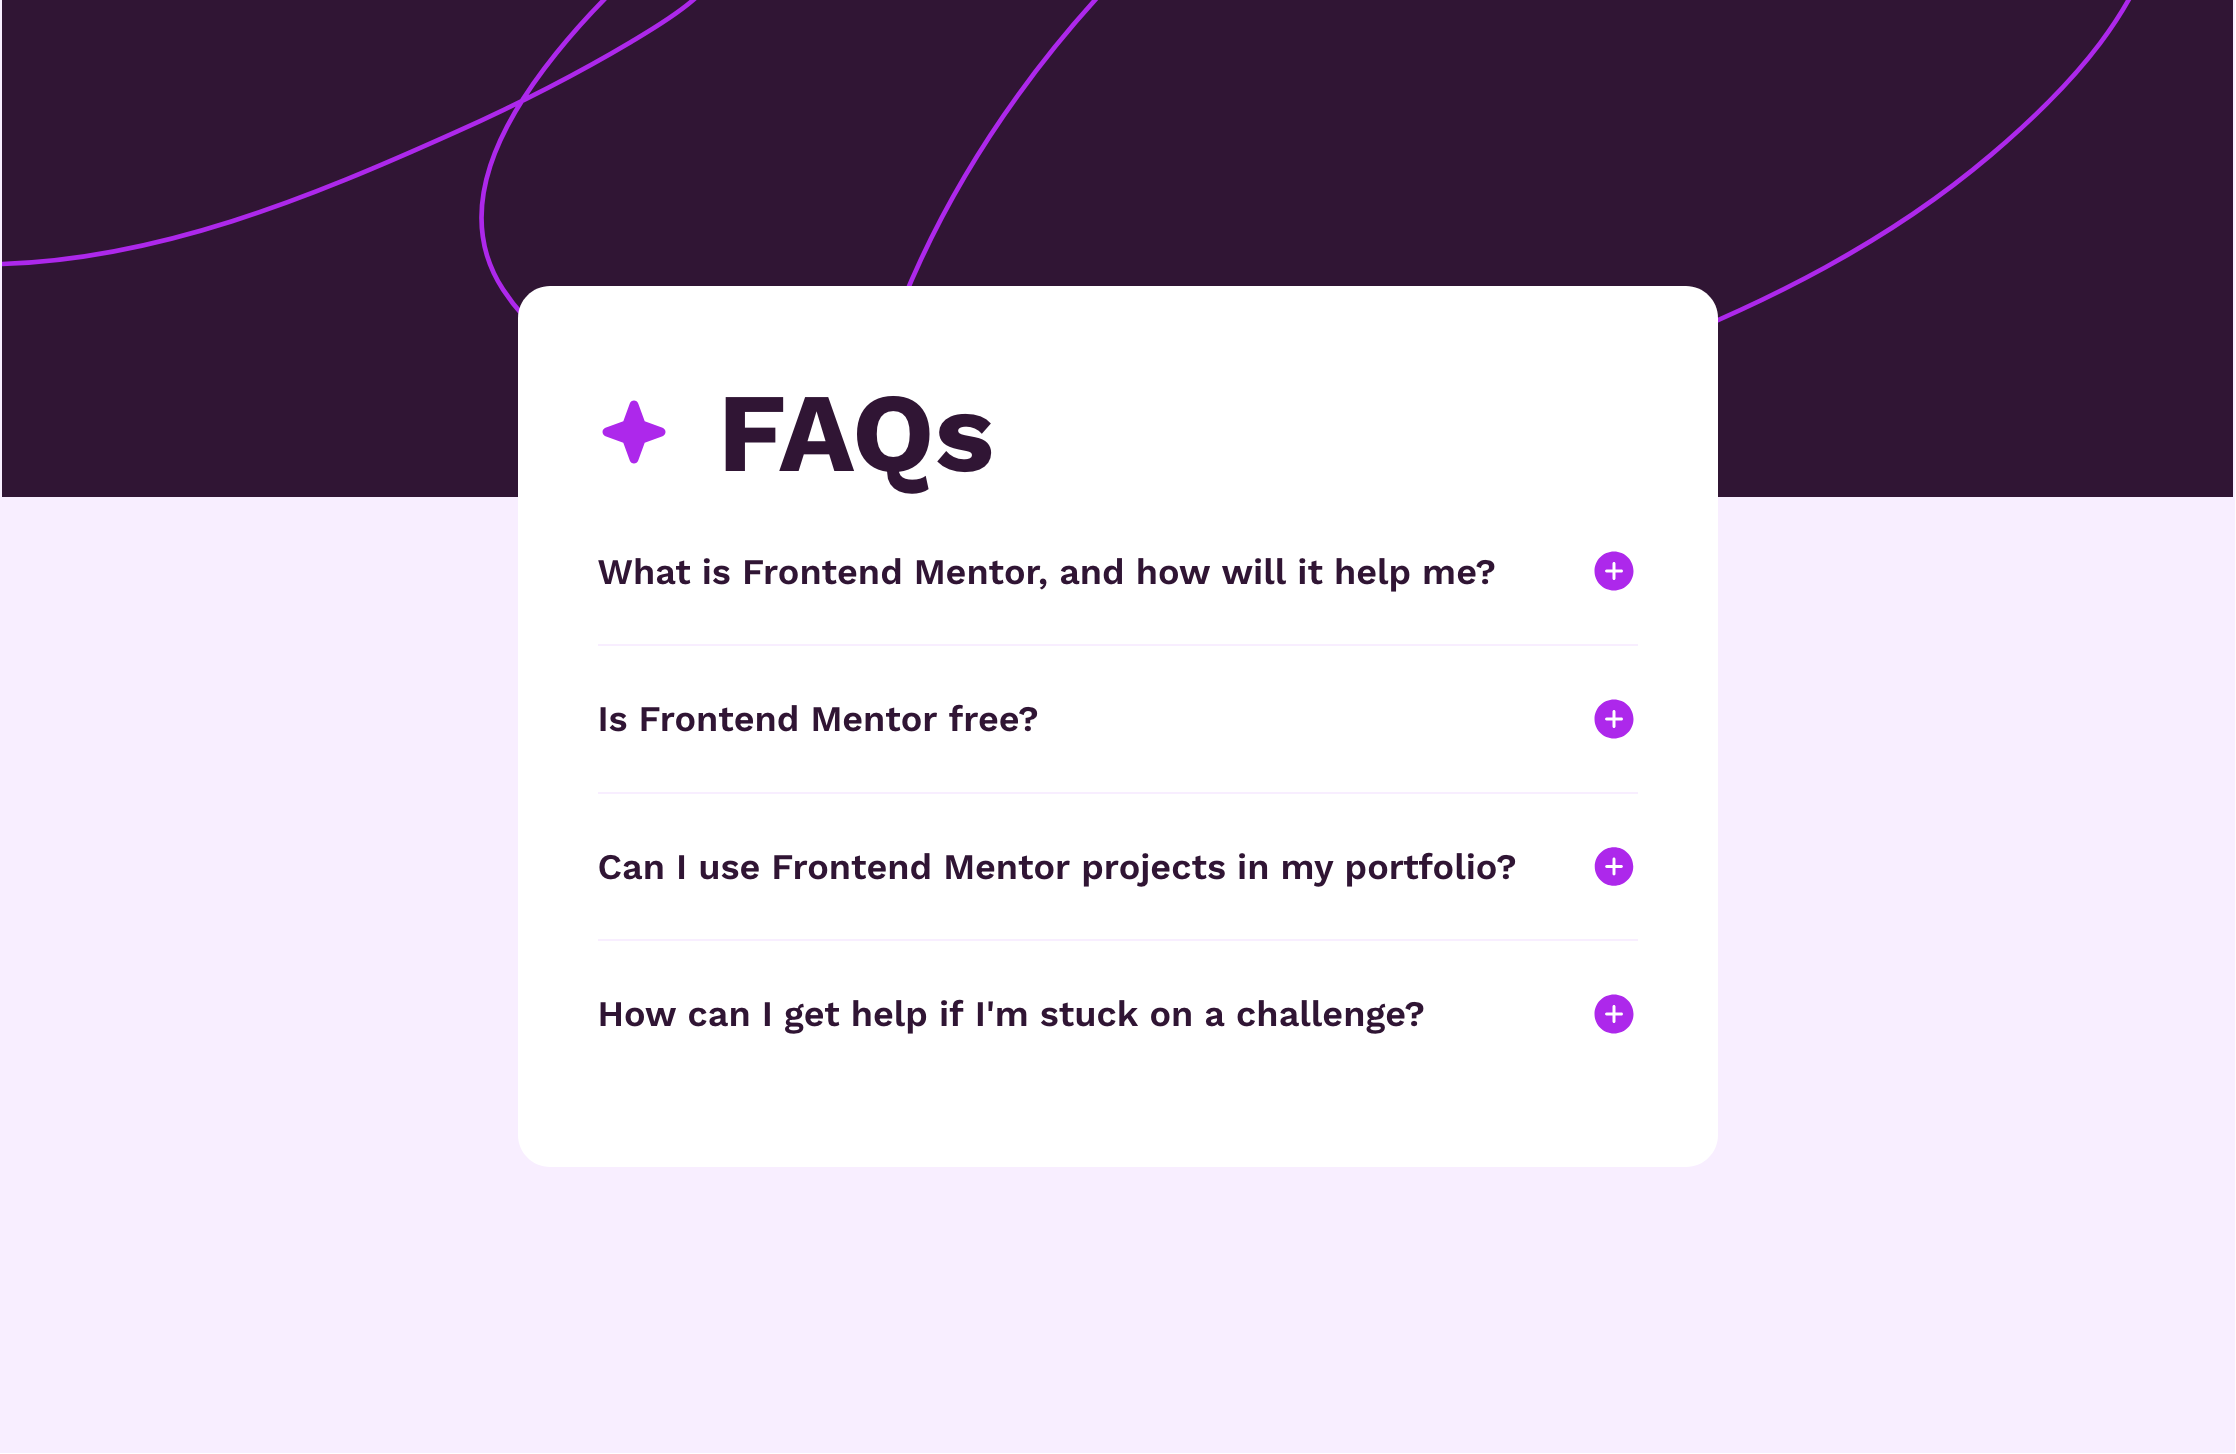 FAQs
What is Frontend Mentor, and how will it help me?
Is Frontend Mentor free?
Can I use Frontend Mentor projects in my portfolio?
How can I get help if I'm stuck on a challenge?